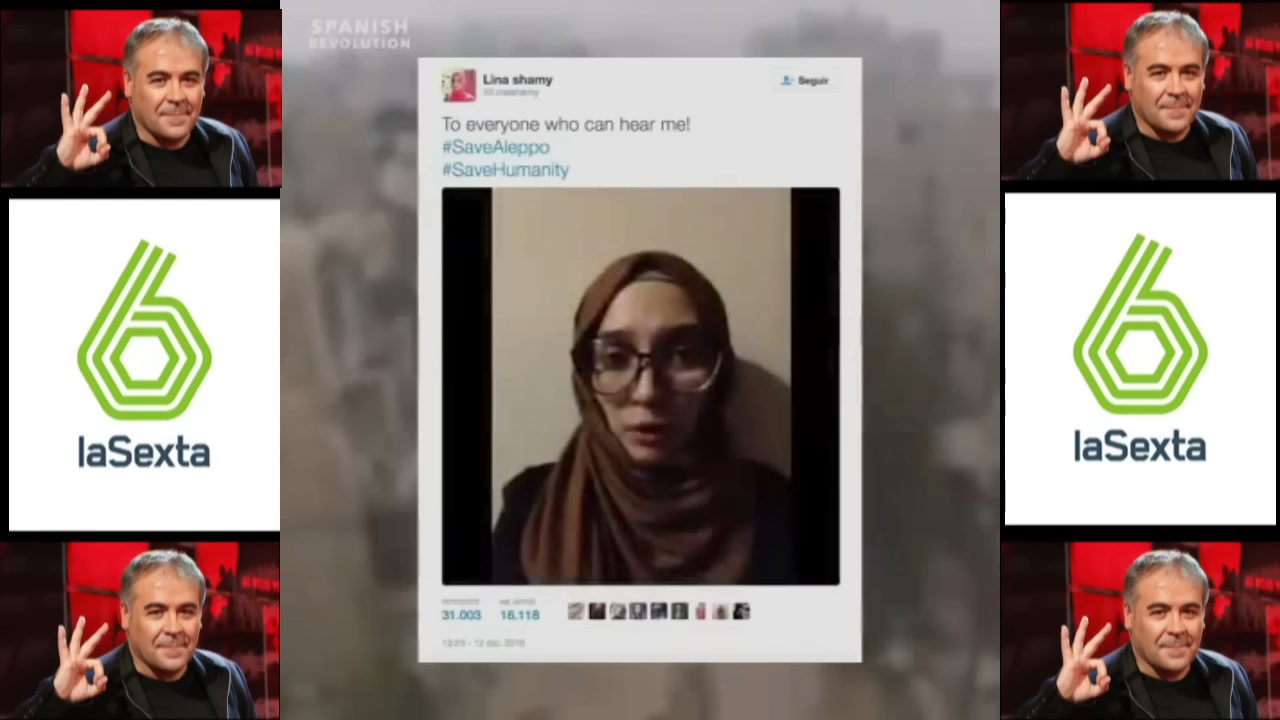 SPANISH
REVOLUTION
Lina shamy
Seguir
To everyone who can hear me!
#SaveAleppo
#SaveHumanity
31.003
16.118
laSexta
laSexta